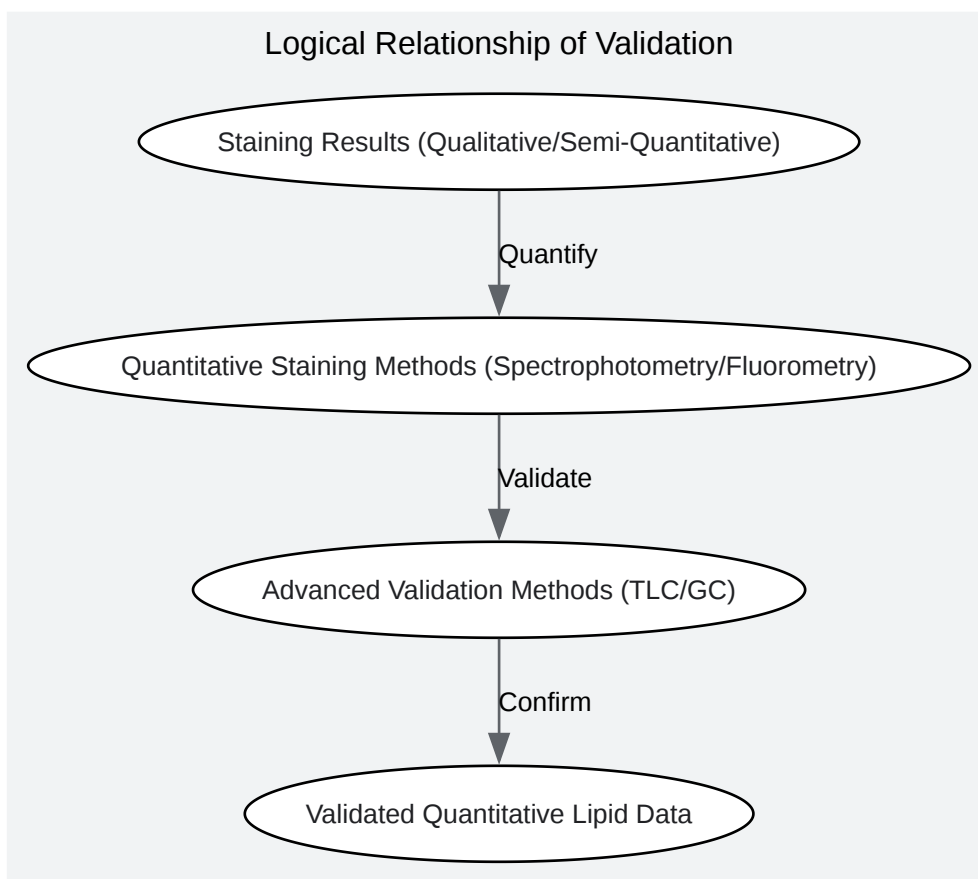 Logical Relationship of Validation
Staining Results (Qualitative/Semi-Quantitative)
Quantify
Quantitative Staining Methods (Spectrophotometry/Fluorometry)
Validate
Advanced Validation Methods (TLC/GC)
Confirm
Validated Quantitative Lipid Data